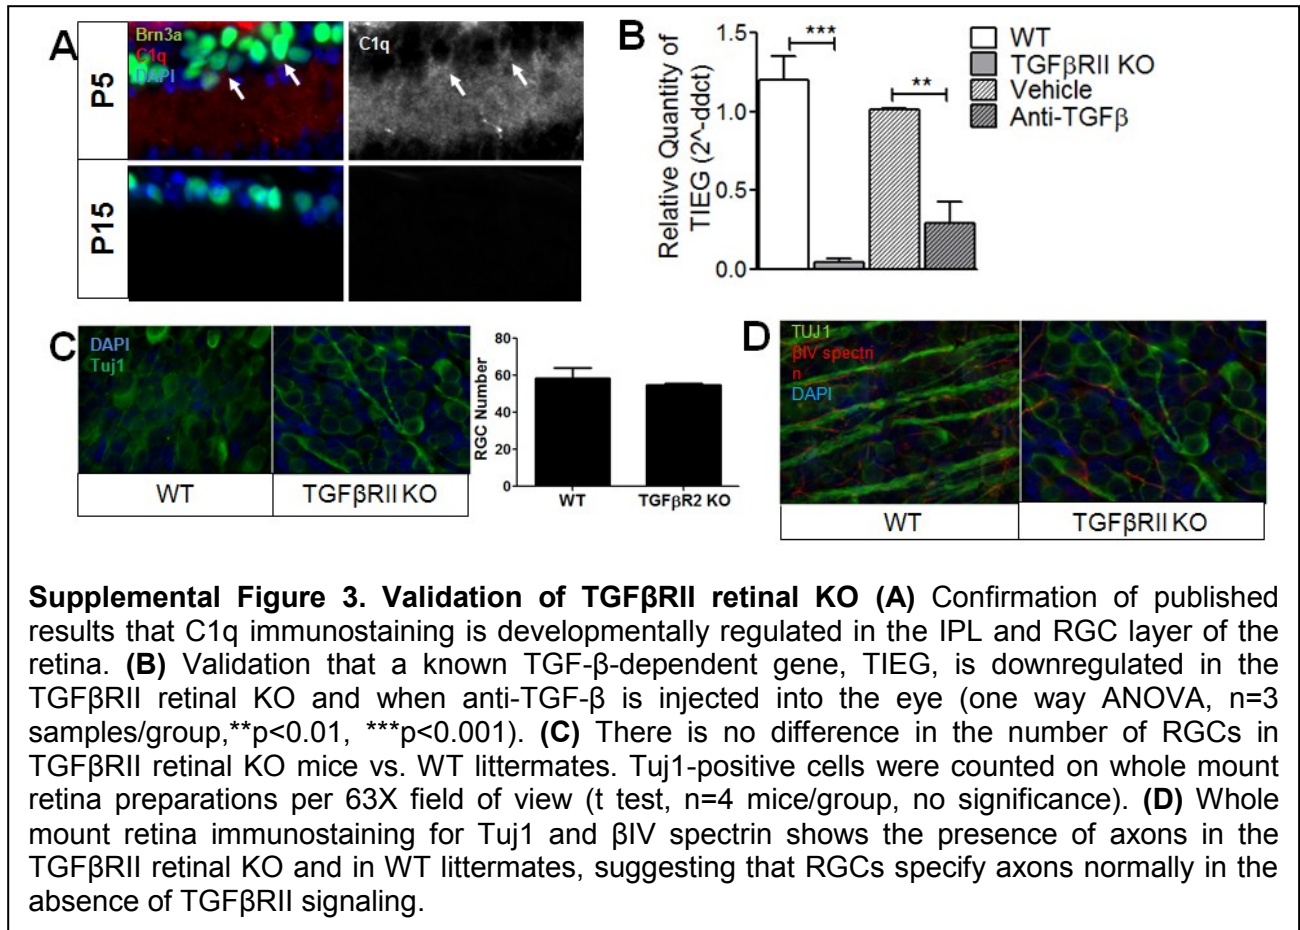 A
Brn3a
C1q
DAPI
C1q
P5
P15
B
Relative Quantity of
TIEG (2^-ddct)
1.5
1.0
0.5
0.0
***
**
WT
TGFβRII KO
Vehicle
Anti-TGFβ
C
DAPI
Tuj1
WT
TGFβRII KO
RGC Number
80
60
40
20
0
WT
TGFβR2 KO
D
TUJ1
βIV spectri
n
DAPI
WT
TGFβRII KO
Supplemental Figure 3. Validation of TGFβRII retinal KO (A) Confirmation of published
results that C1q immunostaining is developmentally regulated in the IPL and RGC layer of the
retina. (B) Validation that a known TGF-β-dependent gene, TIEG, is downregulated in the
TGFβRII retinal KO and when anti-TGF-β is injected into the eye (one way ANOVA, n=3
samples/group,**p<0.01, ***p<0.001). (C) There is no difference in the number of RGCs in
TGFβRII retinal KO mice vs. WT littermates. Tuj1-positive cells were counted on whole mount
retina preparations per 63X field of view (t test, n=4 mice/group, no significance). (D) Whole
mount retina immunostaining for Tuj1 and βIV spectrin shows the presence of axons in the
TGFβRII retinal KO and in WT littermates, suggesting that RGCs specify axons normally in the
absence of TGFβRII signaling.